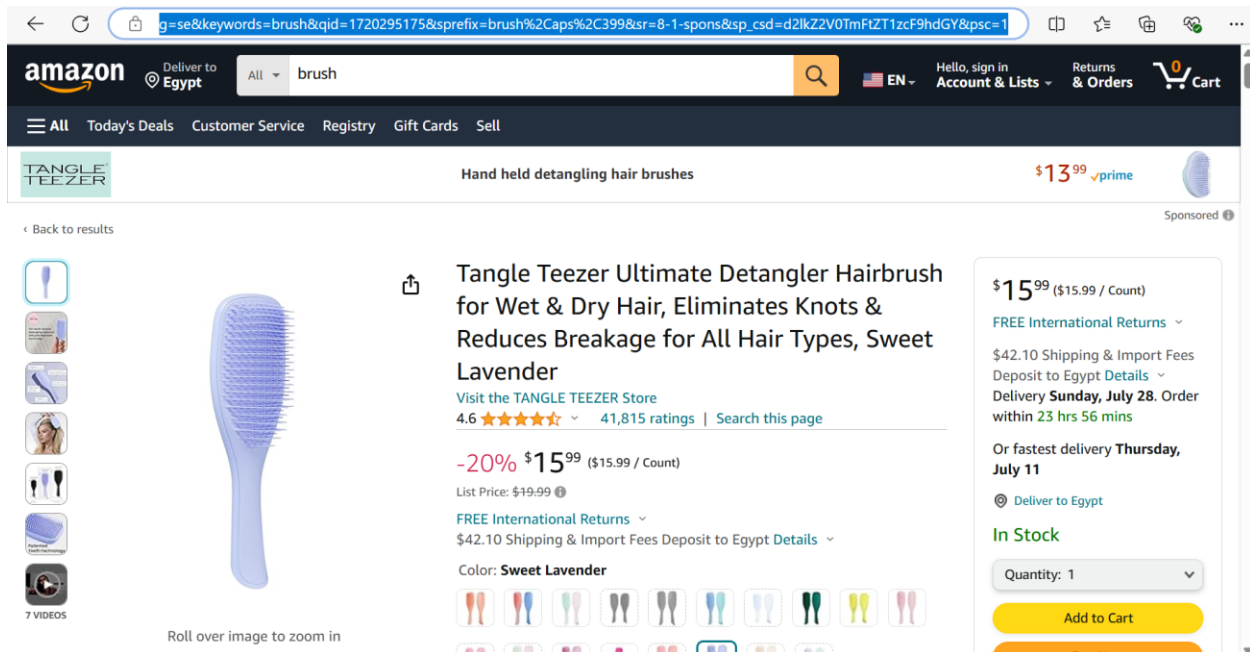 g=se&keywords=brush&qid=1720295175&sprefix=brush%2Caps%2C399&sr=8-1-spons&sp_csd=d2lkZ2V0TmFtZT1zcF9hdGY&psc=1
amazon
Deliver to
Egypt
All
brush
EN
Hello, sign in
Account & Lists
Returns
& Orders
0
Cart
All
Today's Deals
Customer Service
Registry
Gift Cards
Sell
TANGLE
TEEZER
Hand held detangling hair brushes
$13.99 prime
Sponsored
‹ Back to results
Tangle Teezer Ultimate Detangler Hairbrush
for Wet & Dry Hair, Eliminates Knots &
Reduces Breakage for All Hair Types, Sweet
Lavender
Visit the TANGLE TEEZER Store
4.6 41,815 ratings | Search this page
-20% $15.99 ($15.99 / Count)
List Price: $19.99
FREE International Returns
$42.10 Shipping & Import Fees Deposit to Egypt Details
Color: Sweet Lavender
7 VIDEOS
Roll over image to zoom in
$15.99 ($15.99 / Count)
FREE International Returns
$42.10 Shipping & Import Fees
Deposit to Egypt Details
Delivery Sunday, July 28. Order
within 23 hrs 56 mins
Or fastest delivery Thursday,
July 11
Deliver to Egypt
In Stock
Quantity: 1
Add to Cart